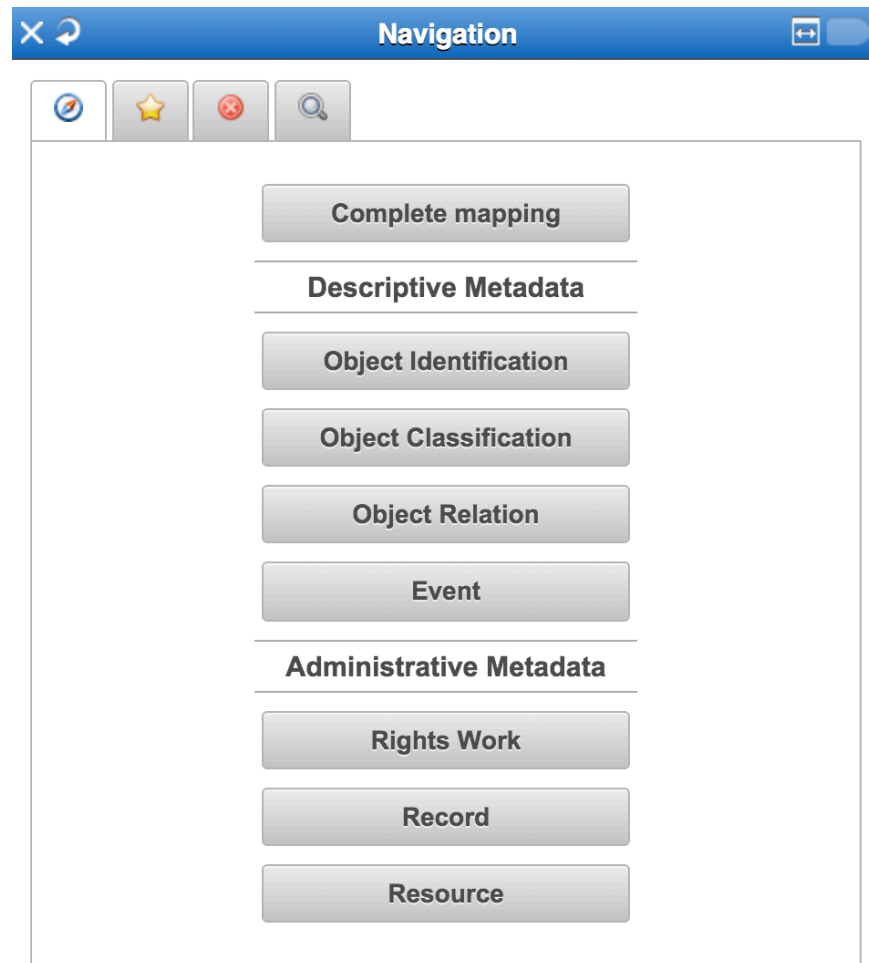 Navigation
Complete mapping
Descriptive Metadata
Object Identification
Object Classification
Object Relation
Event
Administrative Metadata
Rights Work
Record
Resource